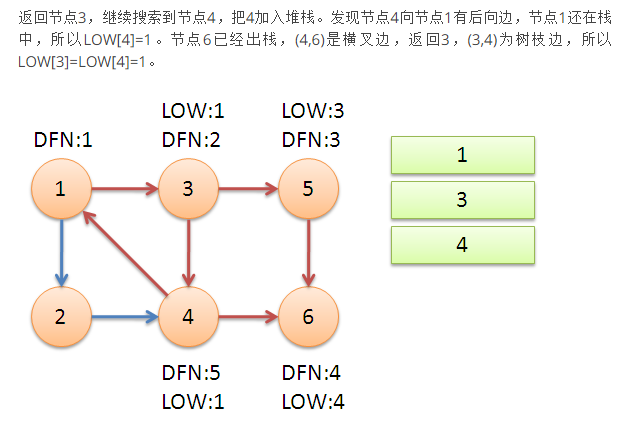 返回节点3，继续搜索到节点4，把4加入堆栈。发现节点4向节点1有后向边，节点1还在栈
中，所以LOW[4]=1。节点6已经出栈，(4,6)是横叉边，返回3，(3,4)为树枝边，所以
LOW[3]=LOW[4]=1。
LOW:1 LOW:3
DFN:1 DFN:2 DFN:3
1 3 5
2 4 6
DFN:5 DFN:4
LOW:1 LOW:4
1
3
4